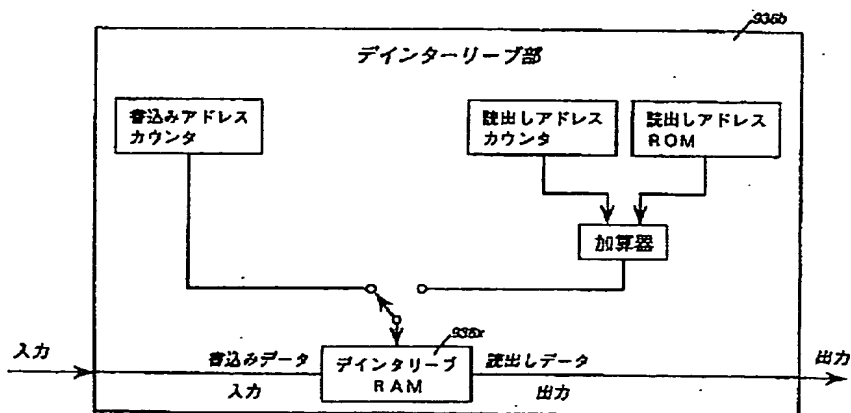 936b
デインターリーブ部
書込みアドレス
カウンタ
読出しアドレス
カウンタ
読出しアドレス
ROM
加算器
入力
書込みデータ
入力
936x
デインタリーブ
RAM
読出しデータ
出力
出力